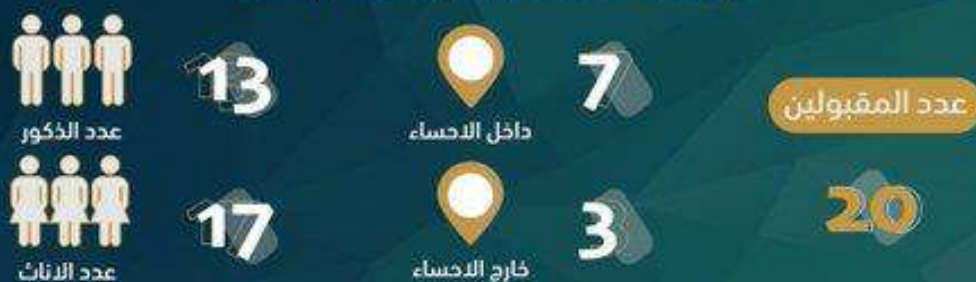 عدد المقبولين
20
7
داخل الاحساء
3
خارج الاحساء
13
عدد الذكور
17
عدد الاناث